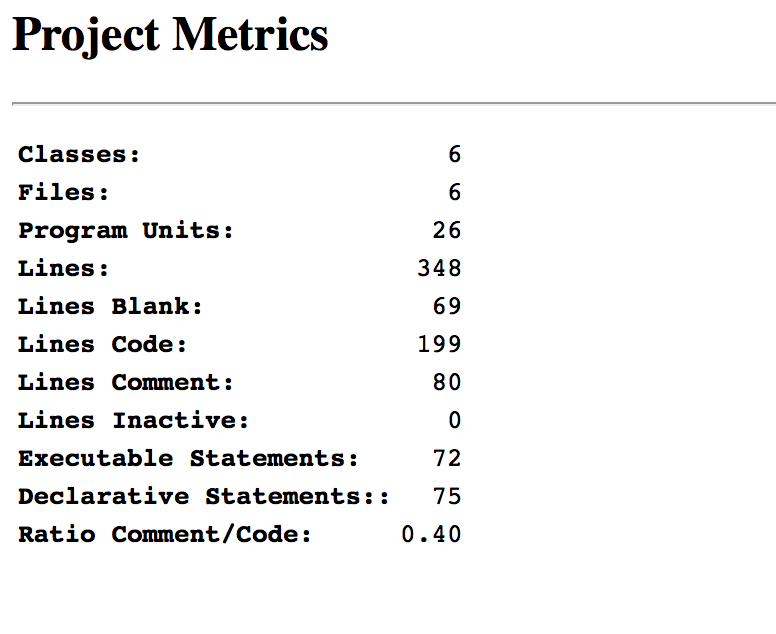 Project Metrics
Classes: 6
Files: 6
Program Units: 26
Lines: 348
Lines Blank: 69
Lines Code: 199
Lines Comment: 80
Lines Inactive: 0
Executable Statements: 72
Declarative Statements:: 75
Ratio Comment/Code: 0.40